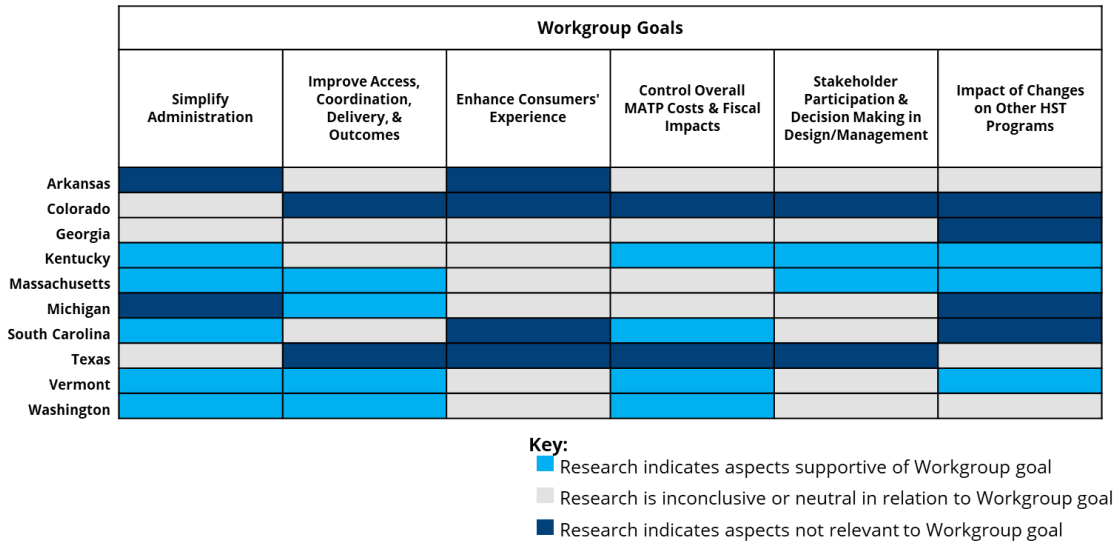 Workgroup Goals
Simplify
Administration
Improve Access,
Coordination,
Delivery, &
Outcomes
Enhance Consumers'
Experience
Control Overall
MATP Costs & Fiscal
Impacts
Stakeholder
Participation &
Decision Making in
Design/Management
Impact of Changes
on Other HST
Programs
Arkansas
Colorado
Georgia
Kentucky
Massachusetts
Michigan
South Carolina
Texas
Vermont
Washington
Key:
Research indicates aspects supportive of Workgroup goal
Research is inconclusive or neutral in relation to Workgroup goal
Research indicates aspects not relevant to Workgroup goal